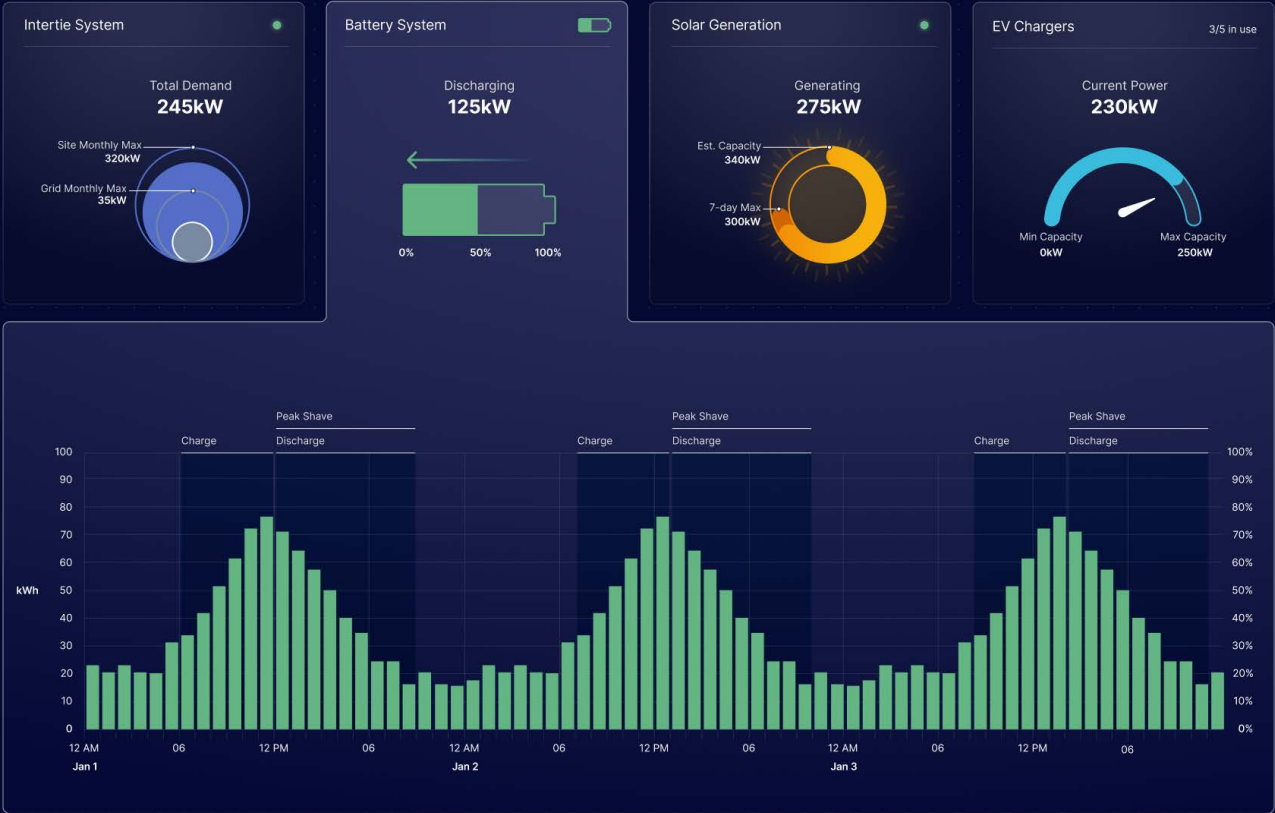 Intertie System
Total Demand
245kW
Site Monthly Max
320kW
Grid Monthly Max
35kW
Battery System
Discharging
125kW
0% 50% 100%
Solar Generation
Generating
275kW
Est. Capacity
340kW
7-day Max
300kW
EV Chargers 3/5 in use
Current Power
230kW
Min Capacity Max Capacity
0kW 250kW
Peak Shave Peak Shave Peak Shave
Charge Discharge Charge Discharge Charge Discharge
100 100%
90 90%
80 80%
70 70%
60 60%
kWh 50 50%
40 40%
30 30%
20 20%
10 10%
0 0%
12 AM 06 12 PM 06 12 AM 06 12 PM 06 12 AM 06 12 PM 06
Jan 1 Jan 2 Jan 3